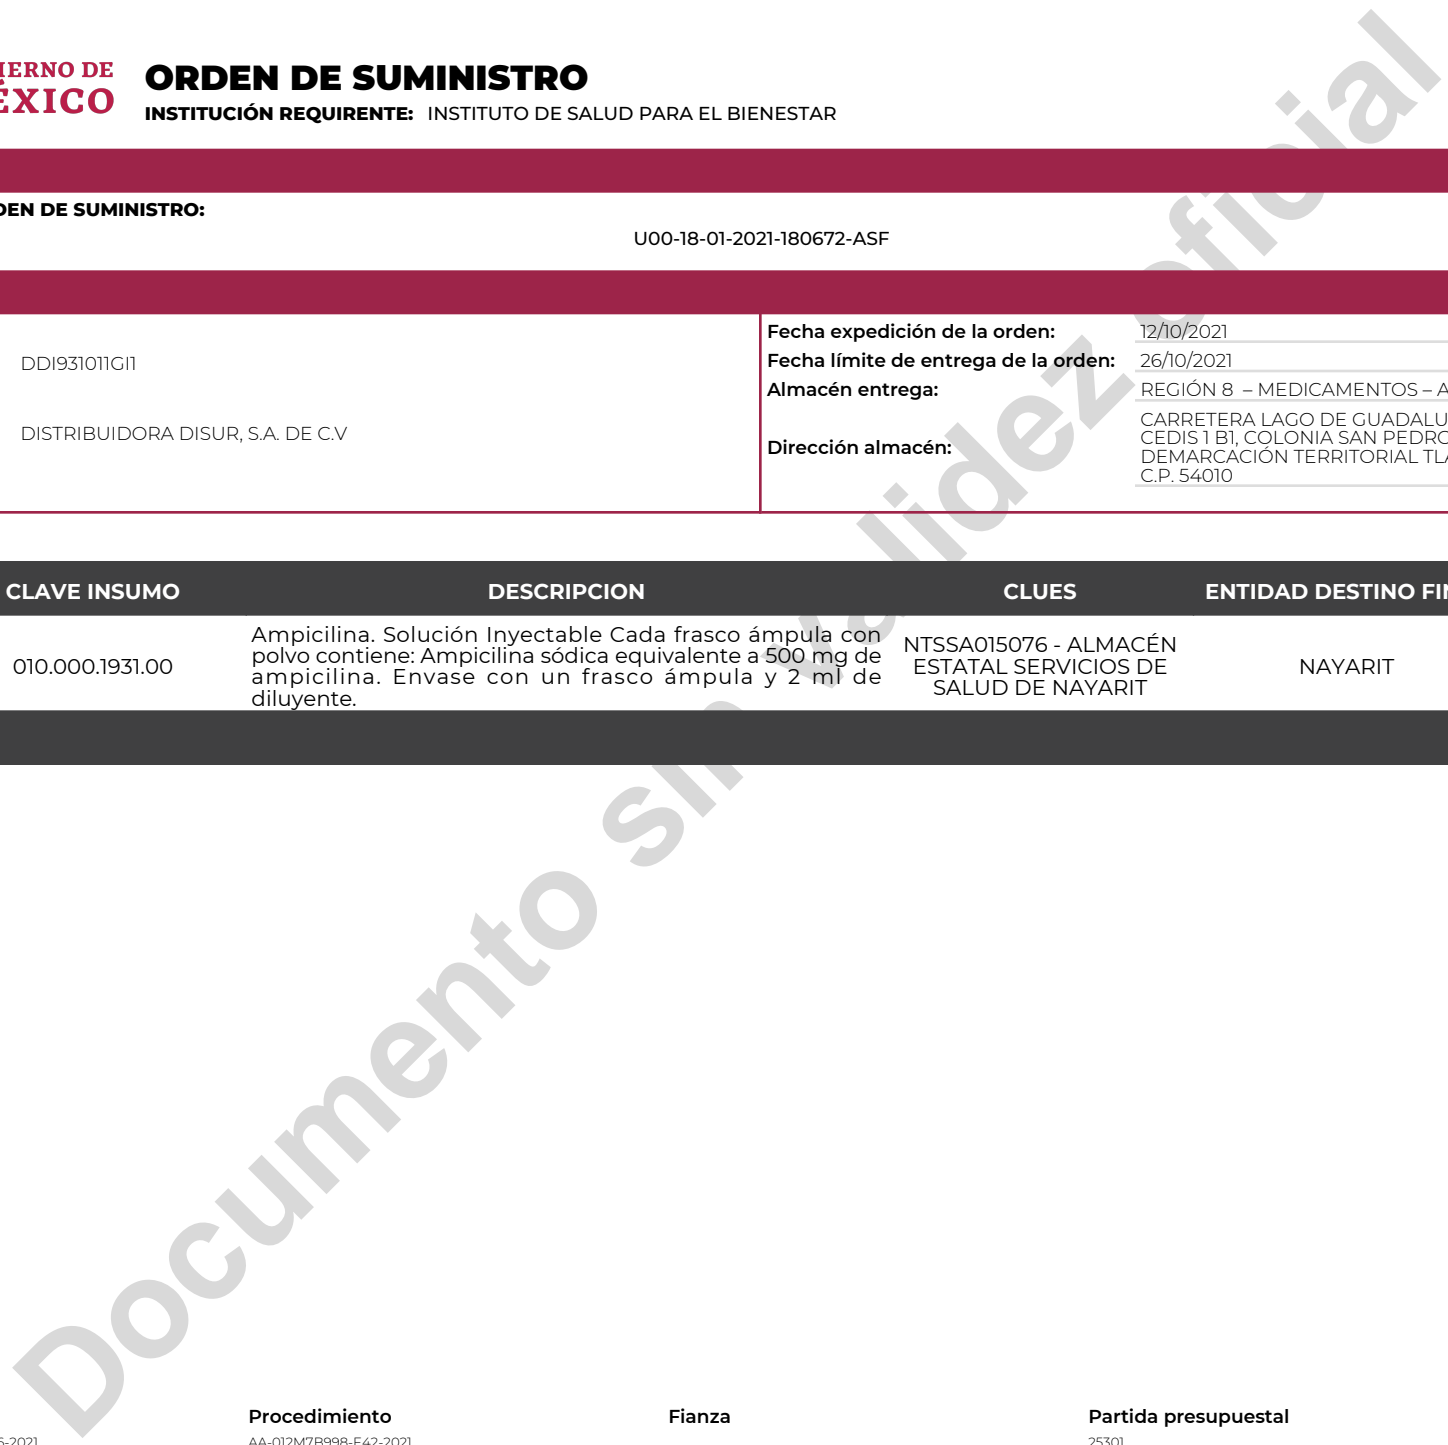 IERNO DE
ÉXICO
ORDEN DE SUMINISTRO
INSTITUCIÓN REQUIRENTE: INSTITUTO DE SALUD PARA EL BIENESTAR
DEN DE SUMINISTRO:
U00-18-01-2021-180672-ASF
DDI931011GI1
DISTRIBUIDORA DISUR, S.A. DE C.V
Fecha expedición de la orden: 12/10/2021
Fecha límite de entrega de la orden: 26/10/2021
Almacén entrega: REGIÓN 8 – MEDICAMENTOS – A
Dirección almacén:
CARRETERA LAGO DE GUADALU
CEDIS 1 B1, COLONIA SAN PEDRO
DEMARCACIÓN TERRITORIAL TLA
C.P. 54010
CLAVE INSUMO DESCRIPCION CLUES ENTIDAD DESTINO FIN
010.000.1931.00
Ampicilina. Solución Inyectable Cada frasco ámpula con
polvo contiene: Ampicilina sódica equivalente a 500 mg de
ampicilina. Envase con un frasco ámpula y 2 ml de
diluyente.
NTSSA015076 - ALMACÉN
ESTATAL SERVICIOS DE
SALUD DE NAYARIT
NAYARIT
Documento sin validez oficial
Procedimiento Fianza Partida presupuestal
-2021 AA-012M7B998-E42-2021 25301